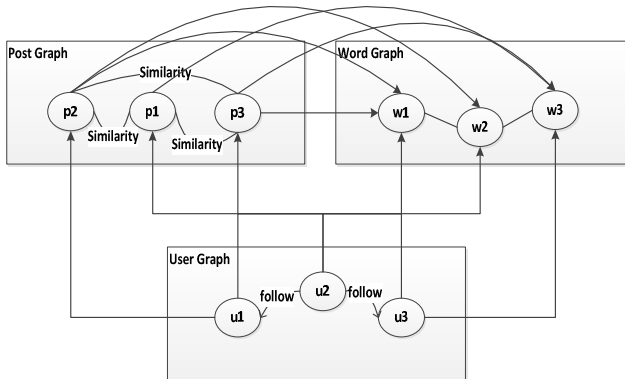 Post Graph
Word Graph
Similarity
p2
p1
p3
w1
w2
w3
Similarity
Similarity
User Graph
follow
u2
follow
u1
u3